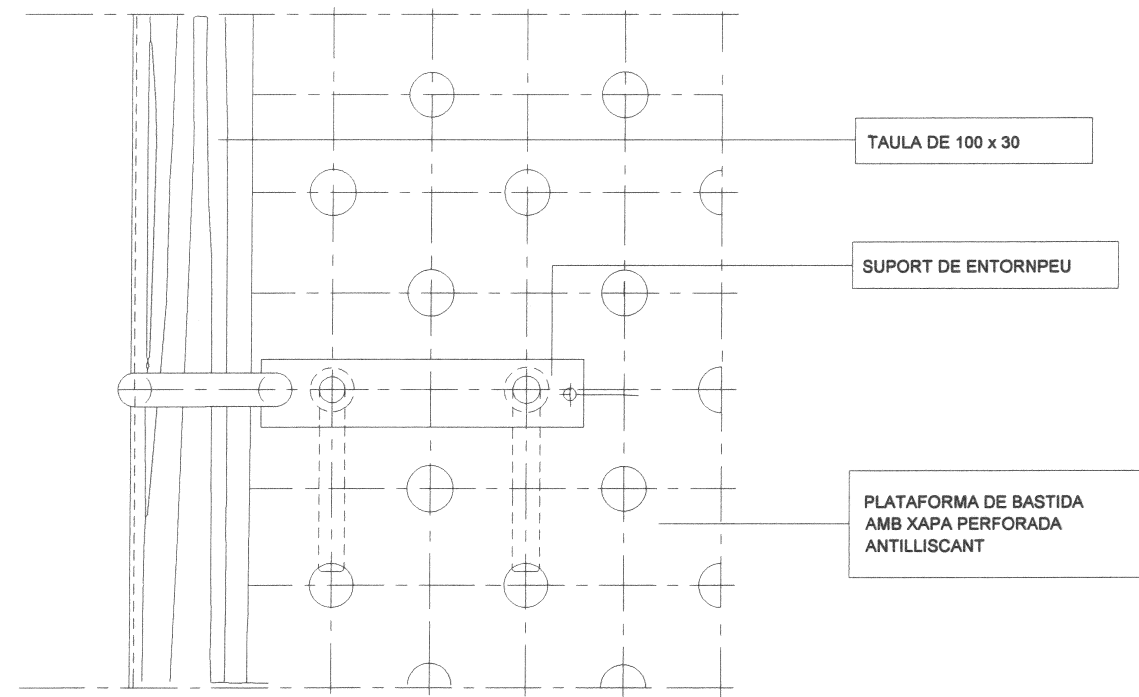 TAULA DE 100 x 30
SUPORT DE ENTORNPEU
PLATAFORMA DE BASTIDA
AMB XAPA PERFORADA
ANTILLISCANT